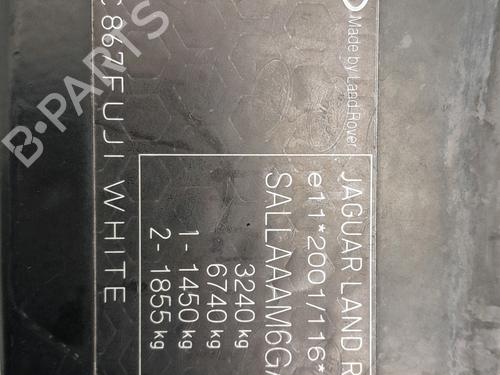 Made by Land Rover
JAGUAR LAND R
e11*2001/116*
SALLAAAM6GA
3240 kg
6740 kg
1- 1450 kg
2- 1855 kg
C 867 FUJI WHITE
B-PARTS